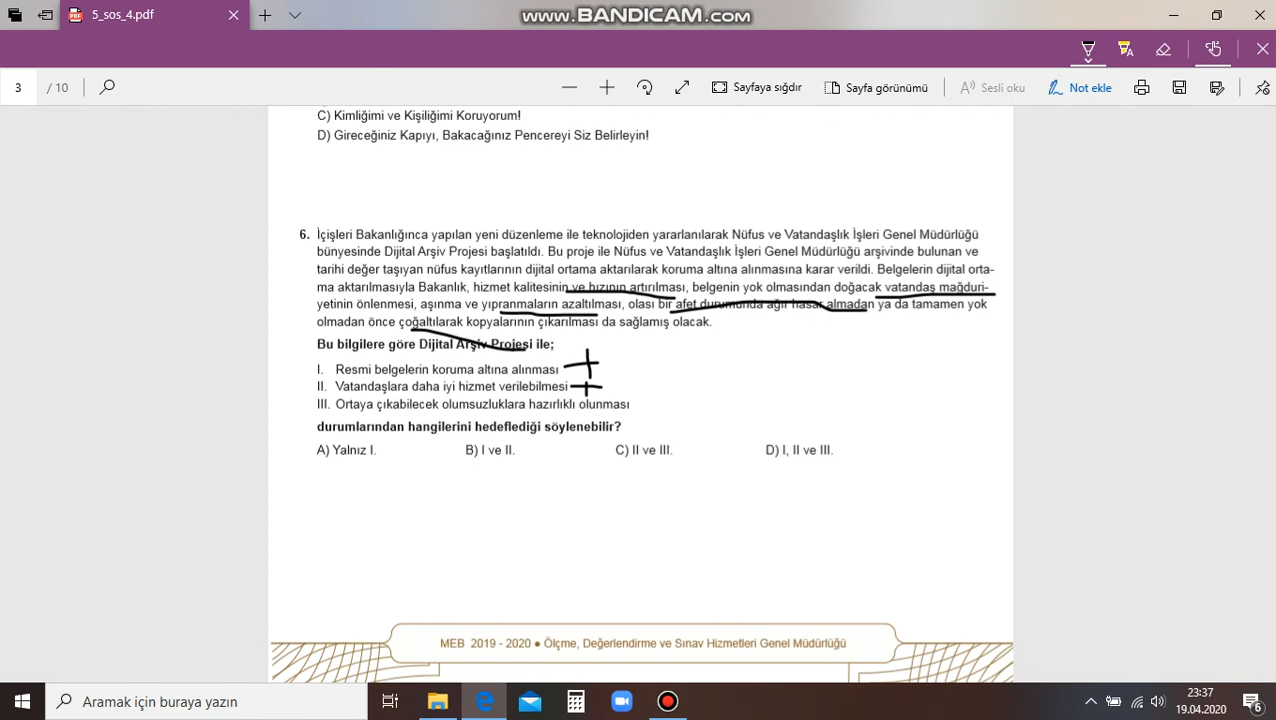 5_sos_4.pdf
www.BANDICAM.com
3 / 10
Sayfaya sığdır
Sayfa görünümü
Sesli oku
Not ekle
C) Kimliğimi ve Kişiliğimi Koruyorum!
D) Gireceğiniz Kapıyı, Bakacağınız Pencereyi Siz Belirleyin!
6. İçişleri Bakanlığınca yapılan yeni düzenleme ile teknolojiden yararlanılarak Nüfus ve Vatandaşlık İşleri Genel Müdürlüğü
bünyesinde Dijital Arşiv Projesi başlatıldı. Bu proje ile Nüfus ve Vatandaşlık İşleri Genel Müdürlüğü arşivinde bulunan ve
tarihi değer taşıyan nüfus kayıtlarının dijital ortama aktarılarak koruma altına alınmasına karar verildi. Belgelerin dijital orta-
ma aktarılmasıyla Bakanlık, hizmet kalitesinin ve hızının artırılması, belgenin yok olmasından doğacak vatandaş mağduri-
yetinin önlenmesi, aşınma ve yıpranmaların azaltılması, olası bir afet durumunda ağır hasar almadan ya da tamamen yok
olmadan önce çoğaltılarak kopyalarının çıkarılması da sağlamış olacak.
Bu bilgilere göre Dijital Arşiv Projesi ile;
I. Resmi belgelerin koruma altına alınması
II. Vatandaşlara daha iyi hizmet verilebilmesi
III. Ortaya çıkabilecek olumsuzluklara hazırlıklı olunması
durumlarından hangilerini hedeflediği söylenebilir?
A) Yalnız I. B) I ve II. C) II ve III. D) I, II ve III.
MEB 2019 - 2020 ● Ölçme, Değerlendirme ve Sınav Hizmetleri Genel Müdürlüğü
Aramak için buraya yazın
23:37
19.04.2020
6